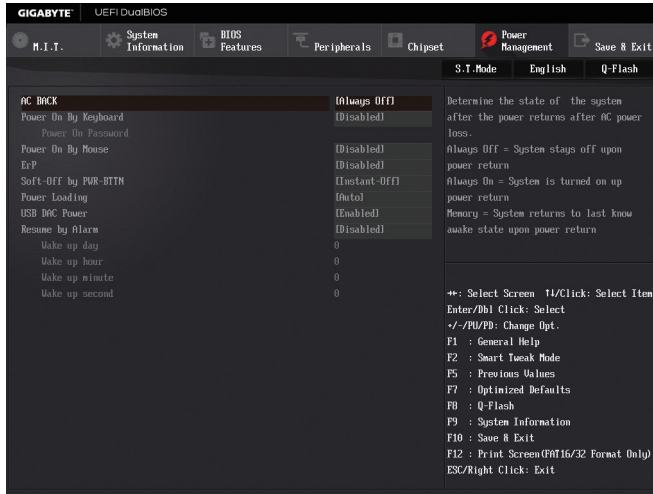 GIGABYTE™ UEFI DualBIOS
M.I.T. System Information BIOS Features Peripherals Chipset Power Management Save & Exit
S.T.Mode English Q-Flash
AC BACK [Always Off]
Power On By Keyboard [Disabled]
Power On Password
Power On By Mouse [Disabled]
ErP [Disabled]
Soft-Off by PWR-BTTN [Instant-Off]
Power Loading [Auto]
USB DAC Power [Enabled]
Resume by Alarm [Disabled]
Wake up day 0
Wake up hour 0
Wake up minute 0
Wake up second 0
Determine the state of the system
after the power returns after AC power
loss.
Always Off = System stays off upon
power return
Always On = System is turned on up
power return
Memory = System returns to last know
awake state upon power return
→←: Select Screen ↑↓/Click: Select Item
Enter/Dbl Click: Select
+/-/PU/PD: Change Opt.
F1 : General Help
F2 : Smart Tweak Mode
F5 : Previous Values
F7 : Optimized Defaults
F8 : Q-Flash
F9 : System Information
F10 : Save & Exit
F12 : Print Screen(FAT16/32 Format Only)
ESC/Right Click: Exit